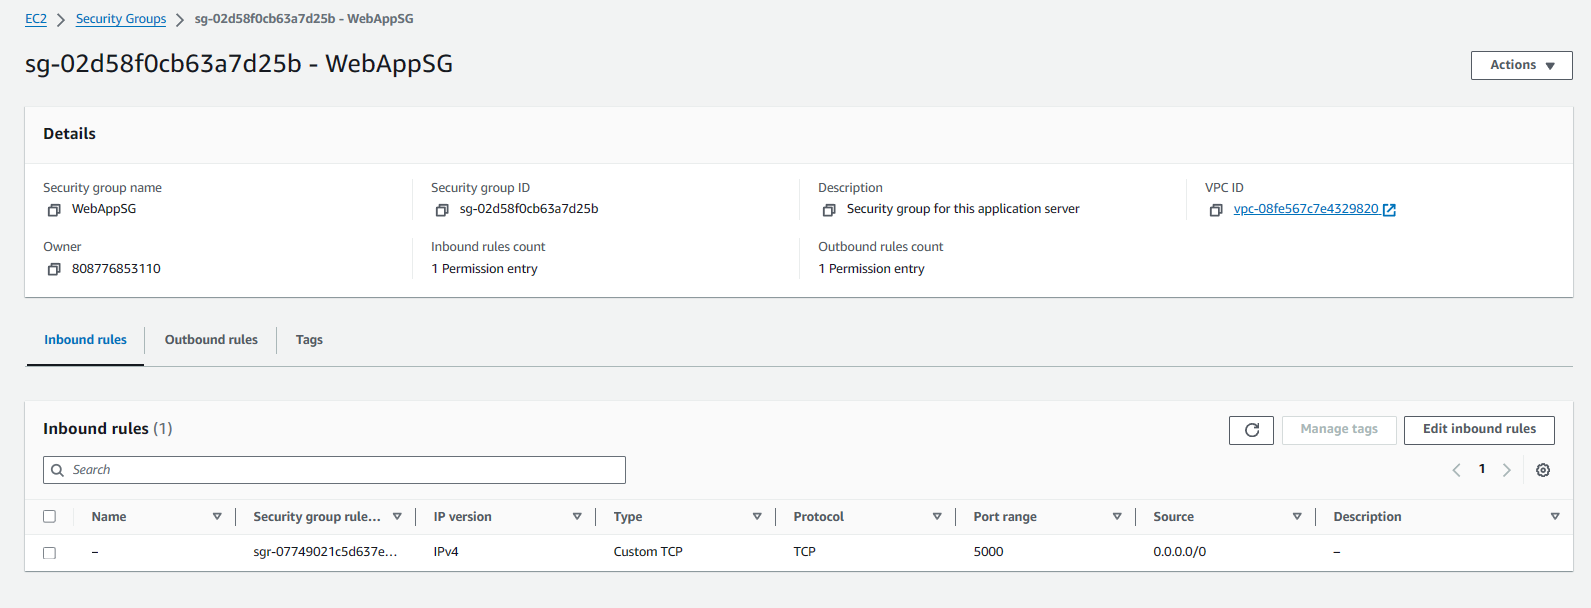 EC2 > Security Groups > sg-02d58f0cb63a7d25b - WebAppSG
sg-02d58f0cb63a7d25b - WebAppSG
Actions
Details
Security group name
WebAppSG
Security group ID
sg-02d58f0cb63a7d25b
Description
Security group for this application server
VPC ID
vpc-08fe567c7e4329820
Owner
808776853110
Inbound rules count
1 Permission entry
Outbound rules count
1 Permission entry
Inbound rules Outbound rules Tags
Inbound rules (1)
Manage tags Edit inbound rules
Search
1
Name Security group rule... IP version Type Protocol Port range Source Description
– sgr-07749021c5d637e... IPv4 Custom TCP TCP 5000 0.0.0.0/0 –